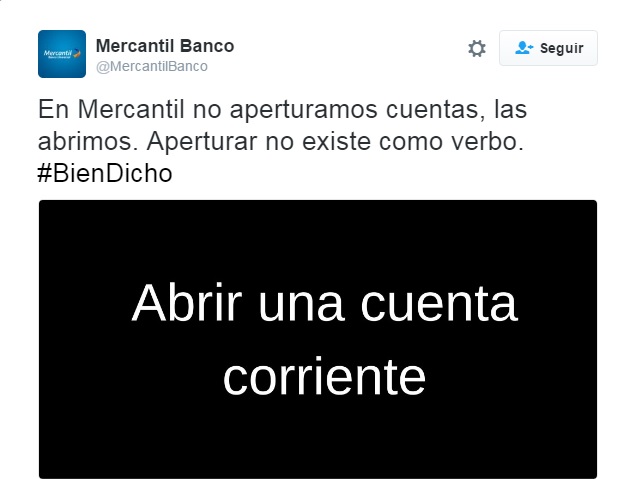 Mercantil
Mercantil Banco
@MercantilBanco
Seguir
En Mercantil no aperturamos cuentas, las
abrimos. Aperturar no existe como verbo.
#BienDicho
Abrir una cuenta
corriente